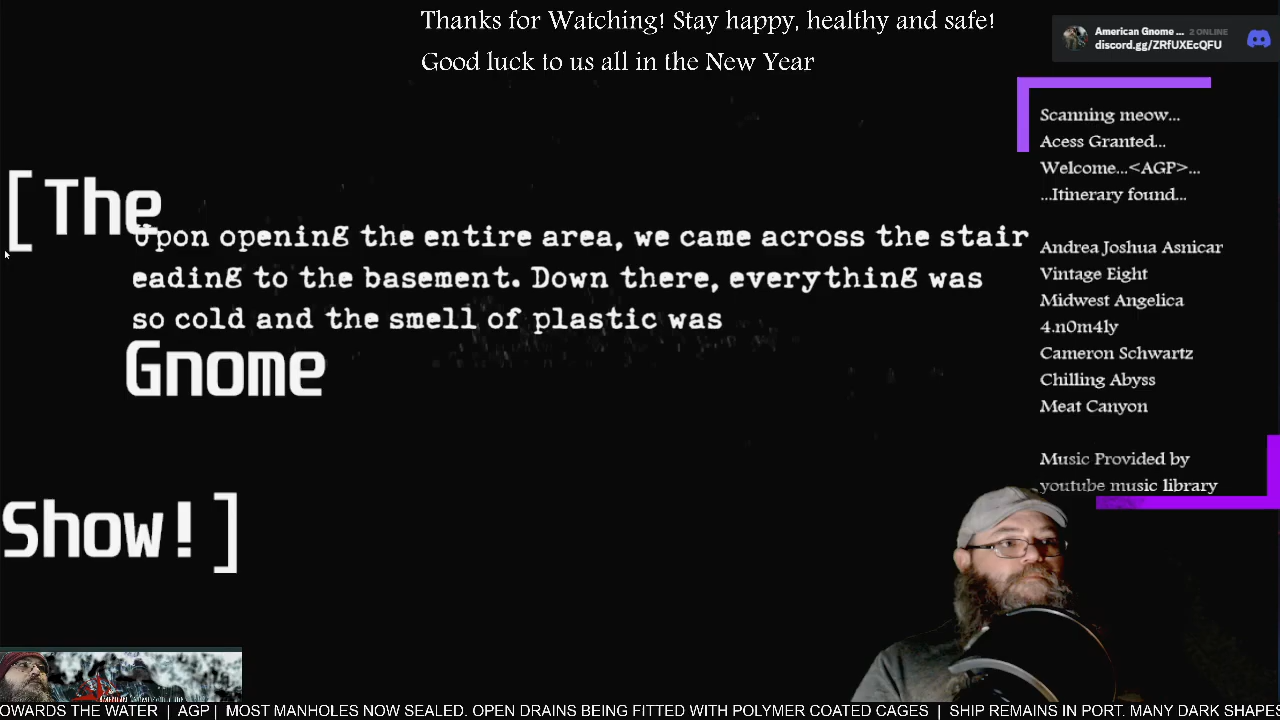 Thanks for Watching! Stay happy, healthy and safe!
Good luck to us all in the New Year
American Gnome ... 2 ONLINE
discord.gg/ZRfUXEcQFU
Scanning meow...
Acess Granted...
Welcome...<AGP>...
...Itinerary found...
Andrea Joshua Asnicar
Vintage Eight
Midwest Angelica
4.n0m4ly
Cameron Schwartz
Chilling Abyss
Meat Canyon
Music Provided by
youtube music library
[The
Upon opening the entire area, we came across the stair
eading to the basement. Down there, everything was
so cold and the smell of plastic was
Gnome
Show!]
OWARDS THE WATER | AGP | MOST MANHOLES NOW SEALED. OPEN DRAINS BEING FITTED WITH POLYMER COATED CAGES | SHIP REMAINS IN PORT. MANY DARK SHAPES